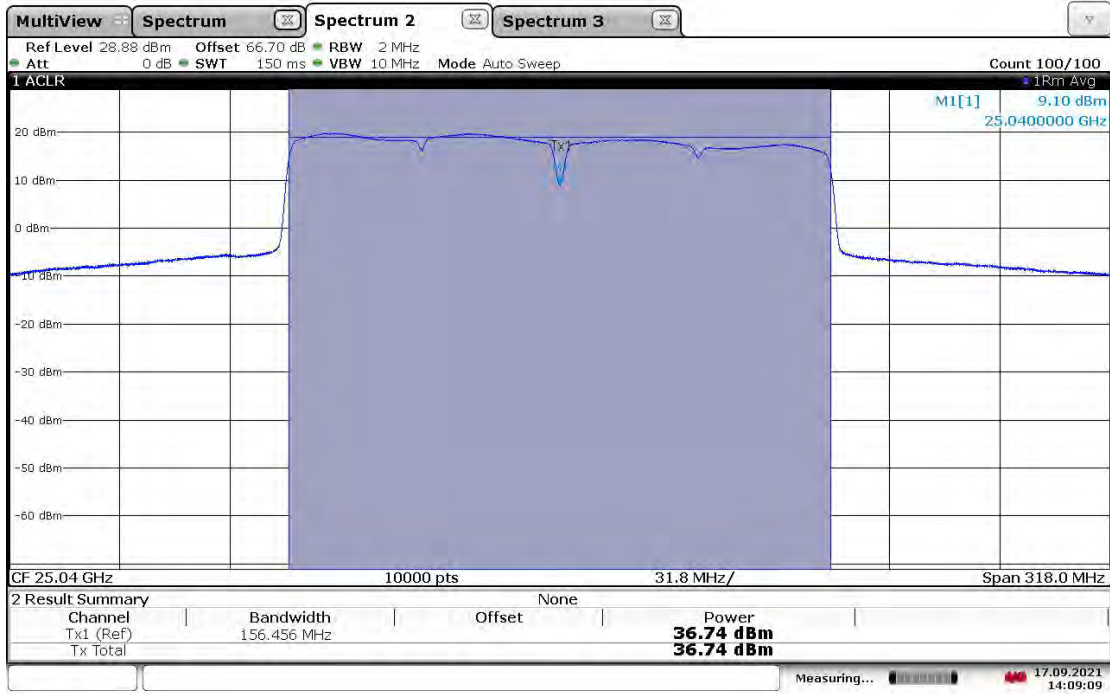 MultiView Spectrum Spectrum 2 Spectrum 3
Ref Level 28.88 dBm Offset 66.70 dB RBW 2 MHz
Att 0 dB SWT 150 ms VBW 10 MHz Mode Auto Sweep Count 100/100
1 ACLR 1Rm Avg
M1[1] 9.10 dBm
25.0400000 GHz
20 dBm
Tx1
10 dBm
0 dBm
-10 dBm
-20 dBm
-30 dBm
-40 dBm
-50 dBm
-60 dBm
CF 25.04 GHz 10000 pts 31.8 MHz/ Span 318.0 MHz
2 Result Summary None
Channel Bandwidth Offset Power
Tx1 (Ref) 156.456 MHz 36.74 dBm
Tx Total 36.74 dBm
Measuring... 17.09.2021
14:09:09